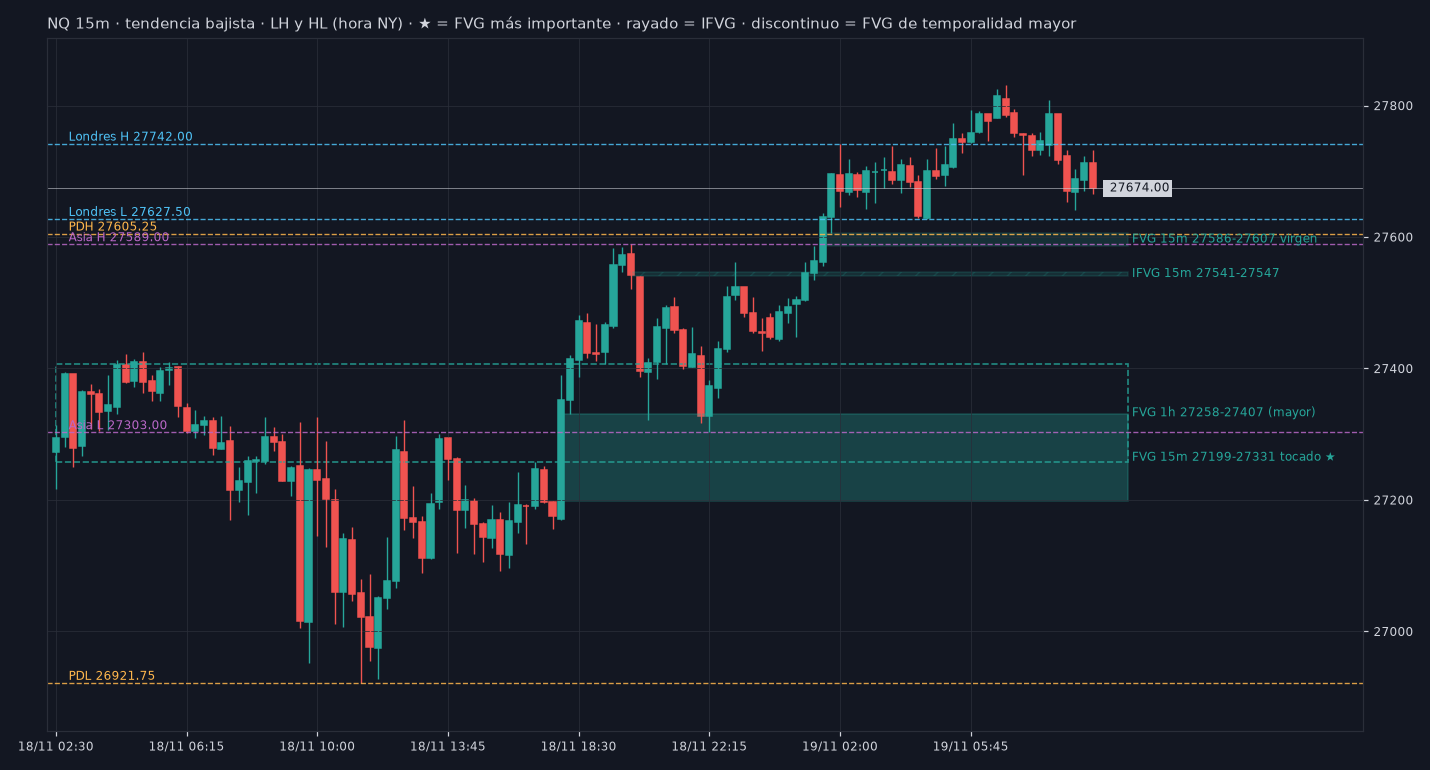 NQ 15m · tendencia bajista · LH y HL (hora NY) · ★ = FVG más importante · rayado = IFVG · discontinuo = FVG de temporalidad mayor
27800
Londres H 27742.00
27674.00
Londres L 27627.50
PDH 27605.25
Asia H 27589.00
FVG 15m 27586-27607 virgen
27600
IFVG 15m 27541-27547
27400
FVG 1h 27258-27407 (mayor)
Asia L 27303.00
FVG 15m 27199-27331 tocado ★
27200
27000
PDL 26921.75
18/11 02:30
18/11 06:15
18/11 10:00
18/11 13:45
18/11 18:30
18/11 22:15
19/11 02:00
19/11 05:45